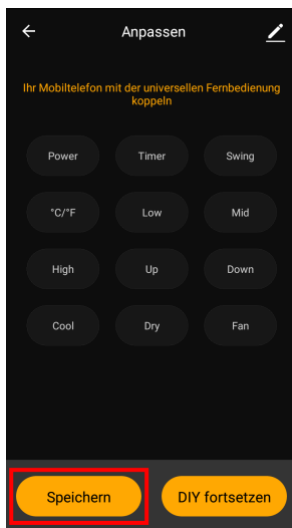 Anpassen
Ihr Mobiltelefon mit der universellen Fernbedienung
koppeln
Power Timer Swing
°C/°F Low Mid
High Up Down
Cool Dry Fan
Speichern DIY fortsetzen